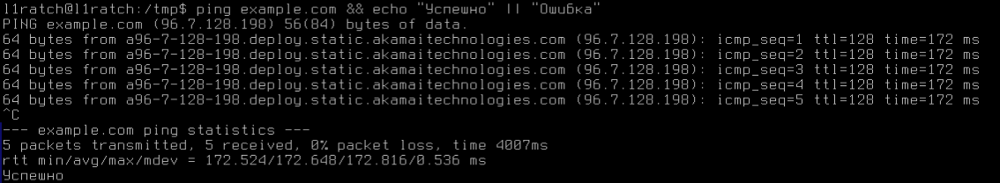 l1ratch@l1ratch:/tmp$ ping example.com && echo "Успешно" || "Ошибка"
PING example.com (96.7.128.198) 56(84) bytes of data.
64 bytes from a96-7-128-198.deploy.static.akamaitechnologies.com (96.7.128.198): icmp_seq=1 ttl=128 time=172 ms
64 bytes from a96-7-128-198.deploy.static.akamaitechnologies.com (96.7.128.198): icmp_seq=2 ttl=128 time=172 ms
64 bytes from a96-7-128-198.deploy.static.akamaitechnologies.com (96.7.128.198): icmp_seq=3 ttl=128 time=172 ms
64 bytes from a96-7-128-198.deploy.static.akamaitechnologies.com (96.7.128.198): icmp_seq=4 ttl=128 time=172 ms
64 bytes from a96-7-128-198.deploy.static.akamaitechnologies.com (96.7.128.198): icmp_seq=5 ttl=128 time=172 ms
^C
--- example.com ping statistics ---
5 packets transmitted, 5 received, 0% packet loss, time 4007ms
rtt min/avg/max/mdev = 172.524/172.648/172.816/0.536 ms
Успешно